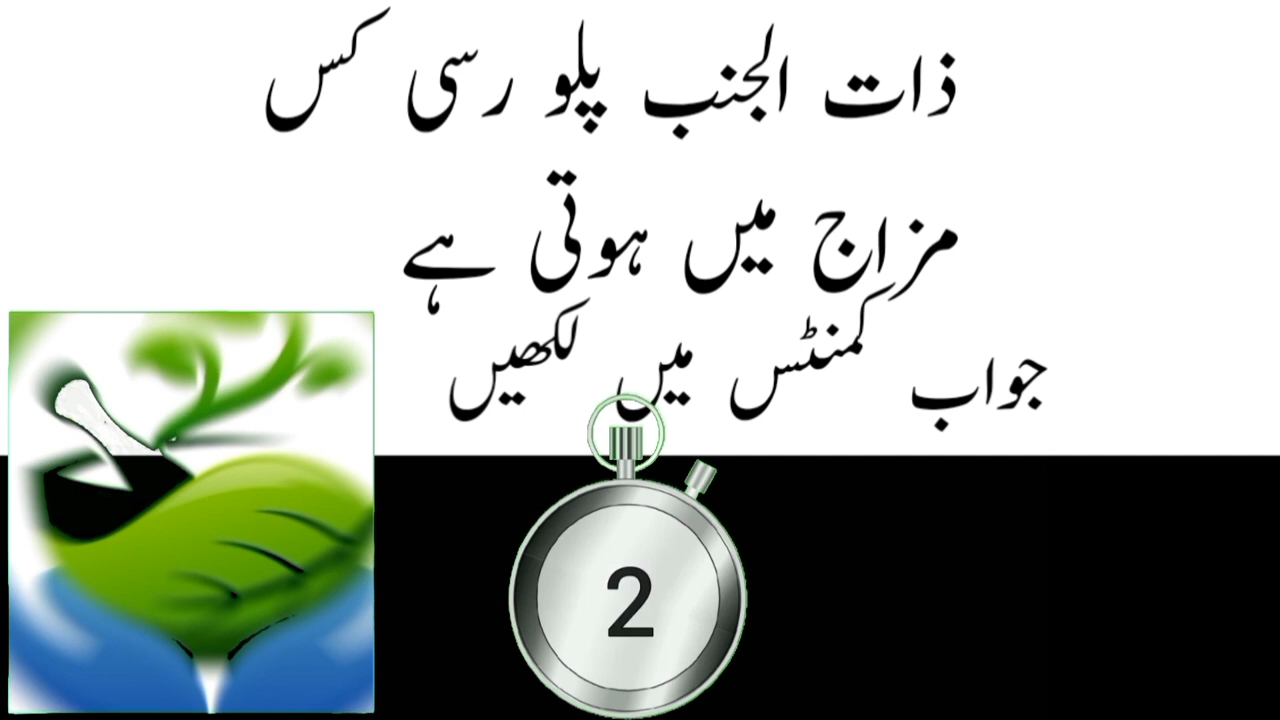 ذات الجنب پلو رسی کس
مزاج میں ہوتی ہے
جواب کمنٹس میں لکھیں
2